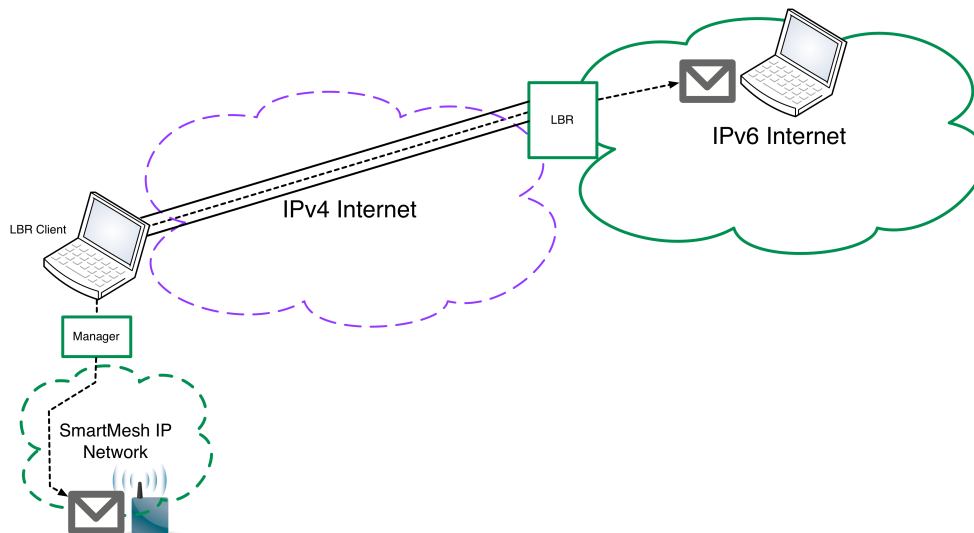 LBR
IPv6 Internet
IPv4 Internet
LBR Client
Manager
SmartMesh IP
Network